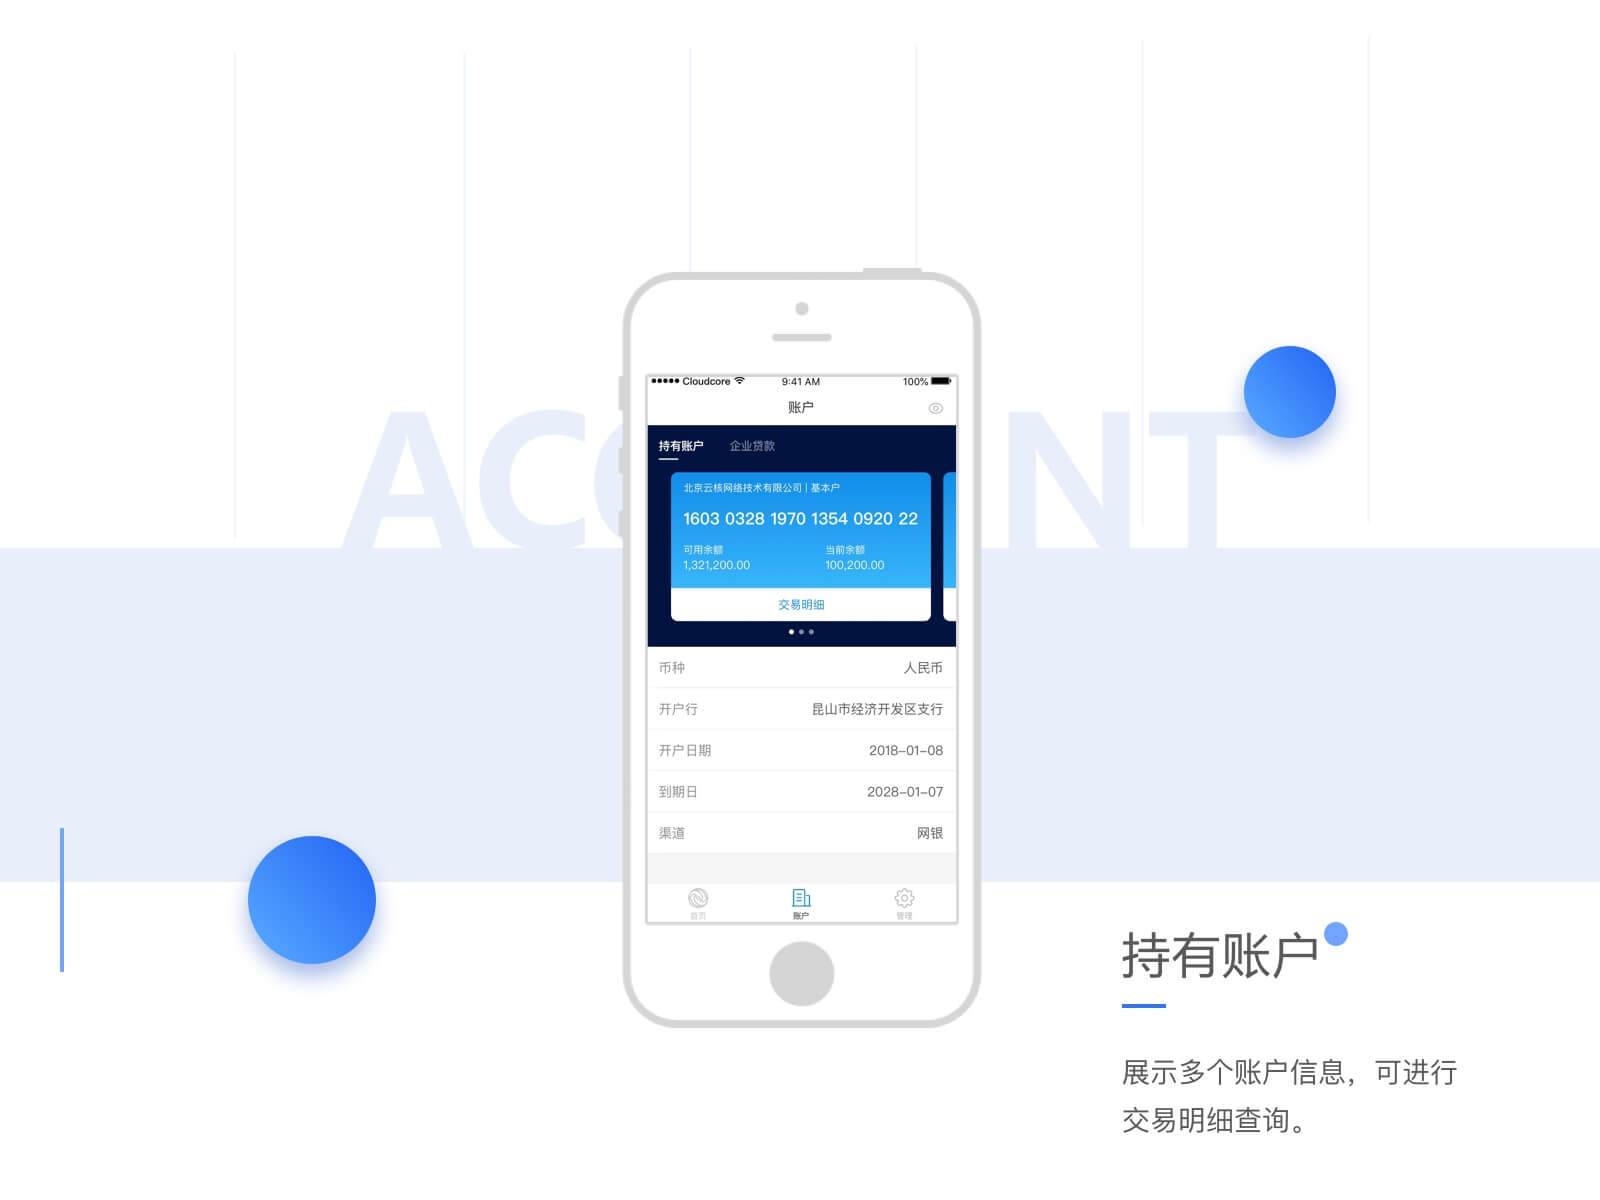 ACCOUNT
Cloudcore 9:41 AM 100%
账户
持有账户 企业贷款
北京云核网络技术有限公司 | 基本户
1603 0328 1970 1354 0920 22
可用余额 当前余额
1,321,200.00 100,200.00
交易明细
币种 人民币
开户行 昆山市经济开发区支行
开户日期 2018-01-08
到期日 2028-01-07
渠道 网银
首页 账户 管理
持有账户
展示多个账户信息，可进行
交易明细查询。